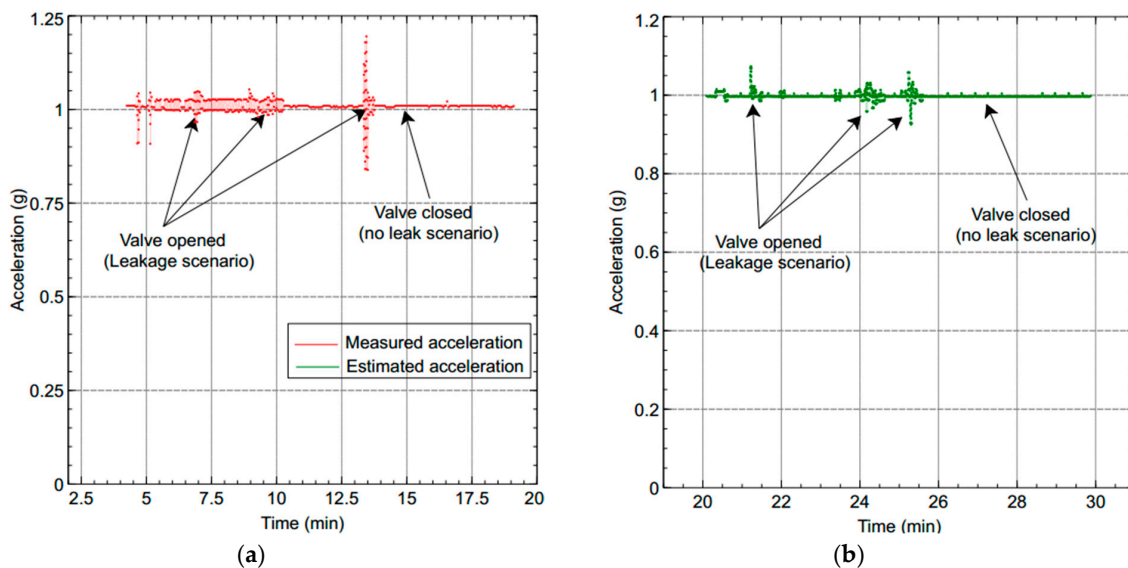 1.25
1
0.75
0.5
0.25
0
Acceleration (g)
2.5 5 7.5 10 12.5 15 17.5 20
Time (min)
Valve opened
(Leakage scenario)
Valve closed
(no leak scenario)
Measured acceleration
Estimated acceleration
(a)
1.2
1
0.8
0.6
0.4
0.2
0
Acceleration (g)
20 22 24 26 28 30
Time (min)
Valve opened
(Leakage scenario)
Valve closed
(no leak scenario)
(b)